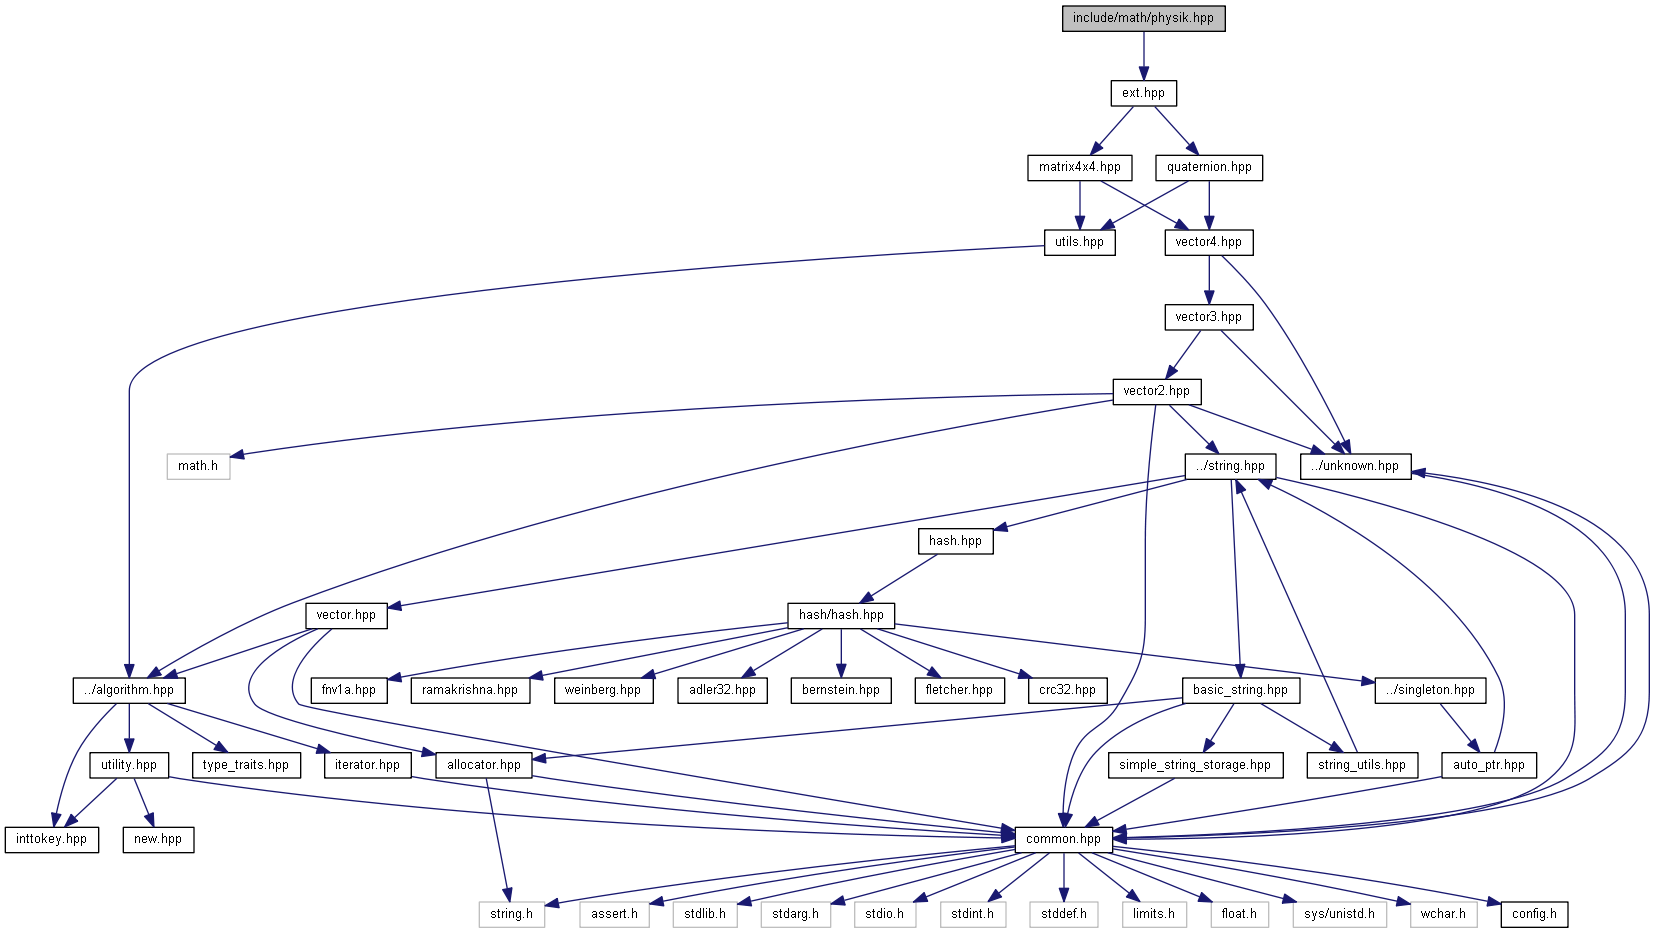 include/math/physik.hpp
ext.hpp
matrix4x4.hpp
quaternion.hpp
utils.hpp
vector4.hpp
vector3.hpp
vector2.hpp
math.h
../string.hpp
../unknown.hpp
hash.hpp
vector.hpp
hash/hash.hpp
../algorithm.hpp
fnv1a.hpp
ramakrishna.hpp
weinberg.hpp
adler32.hpp
bernstein.hpp
fletcher.hpp
crc32.hpp
basic_string.hpp
../singleton.hpp
utility.hpp
type_traits.hpp
iterator.hpp
allocator.hpp
simple_string_storage.hpp
string_utils.hpp
auto_ptr.hpp
inttokey.hpp
new.hpp
common.hpp
string.h
assert.h
stdlib.h
stdarg.h
stdio.h
stdint.h
stddef.h
limits.h
float.h
sys/unistd.h
wchar.h
config.h